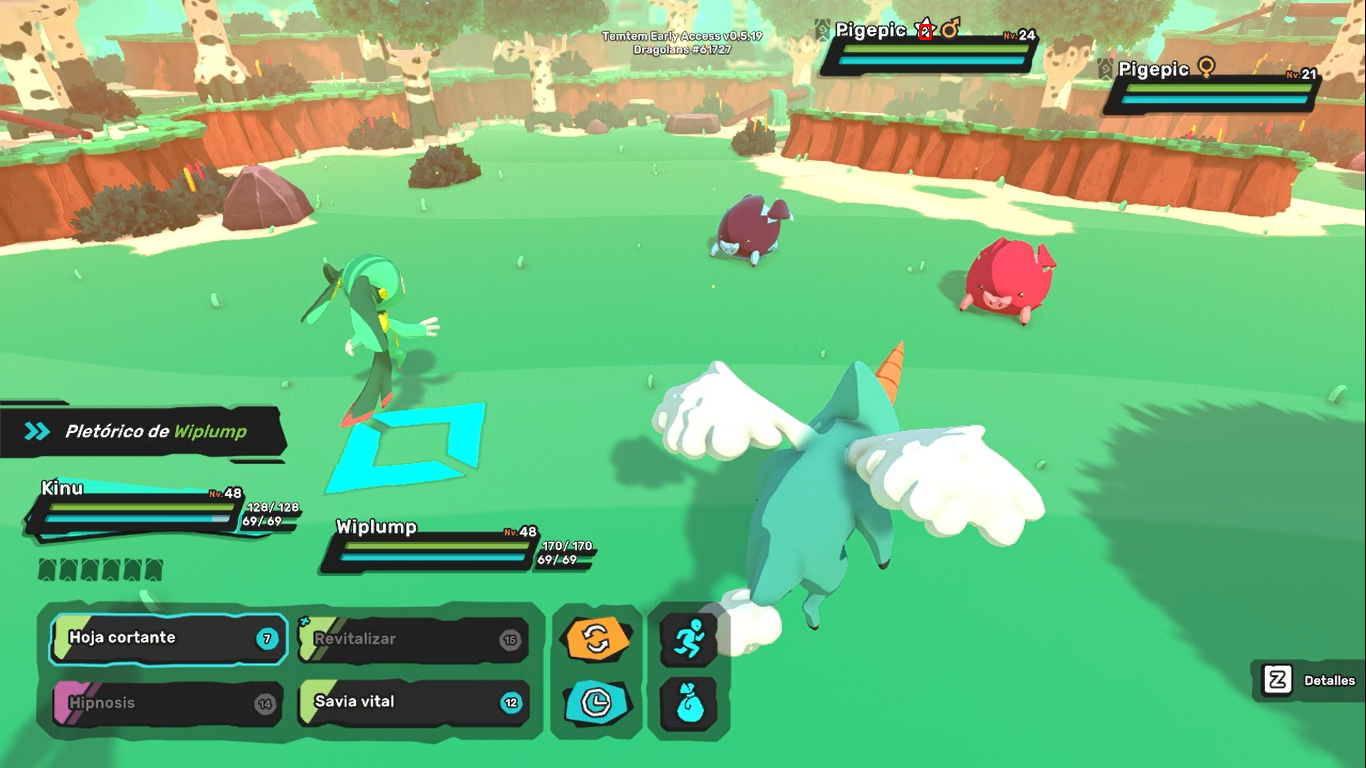 Temtem Early Access v0.5.19
Dragolans #61727
Pigepic
Nv.24
Pigepic
Nv.21
Pletórico de Wiplump
Kinu
Nv.48
128/128
69/69
Wiplump
Nv.48
170/170
69/69
Hoja cortante 7
Revitalizar 15
Hipnosis 14
Savia vital 12
Z Detalles